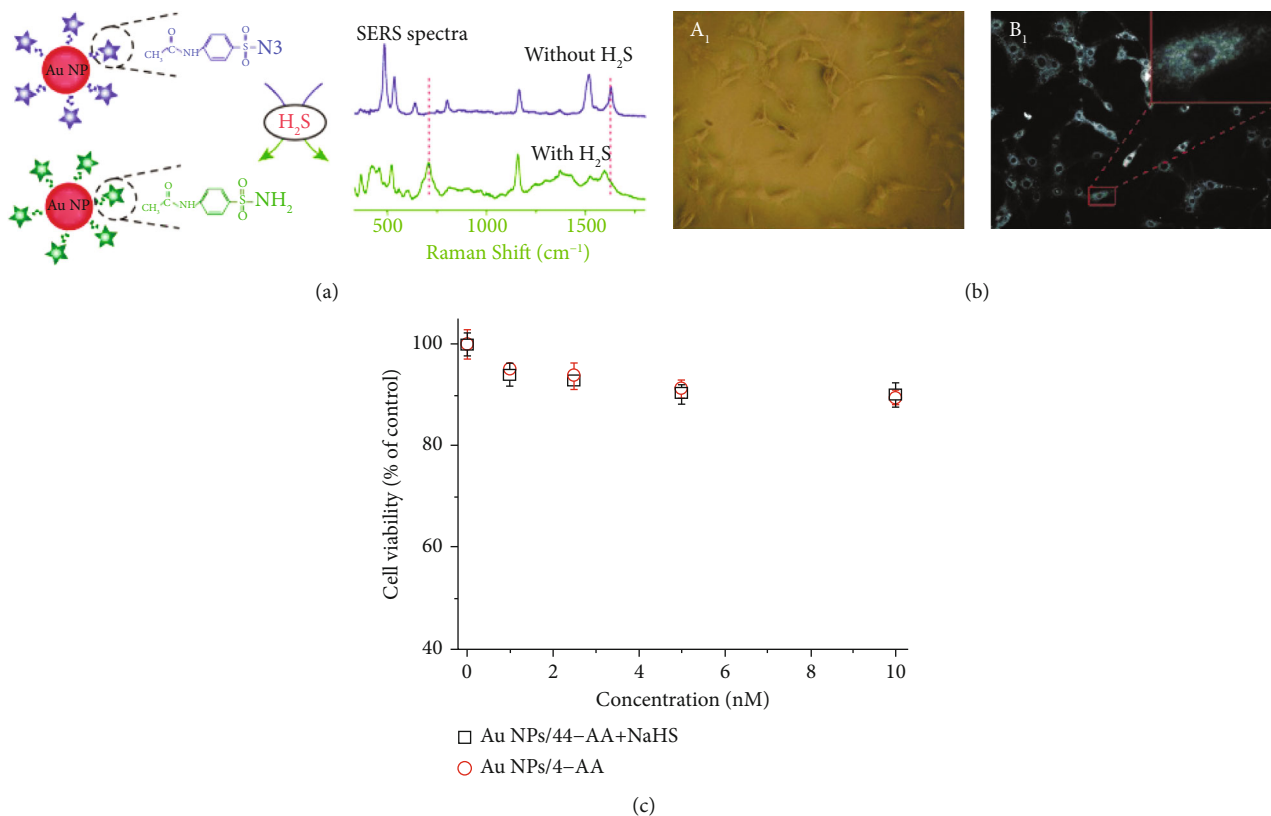 Au NP
CH₃ C O NH S O O N3
H₂S
Au NP
CH₃ C O NH S O O NH₂
SERS spectra
Without H₂S
With H₂S
500 1000 1500
Raman Shift (cm⁻¹)
(a)
A₁
B₁
(b)
100
80
60
40
Cell viability (% of control)
0 2 4 6 8 10
Concentration (nM)
Au NPs/44−AA+NaHS
Au NPs/4−AA
(c)